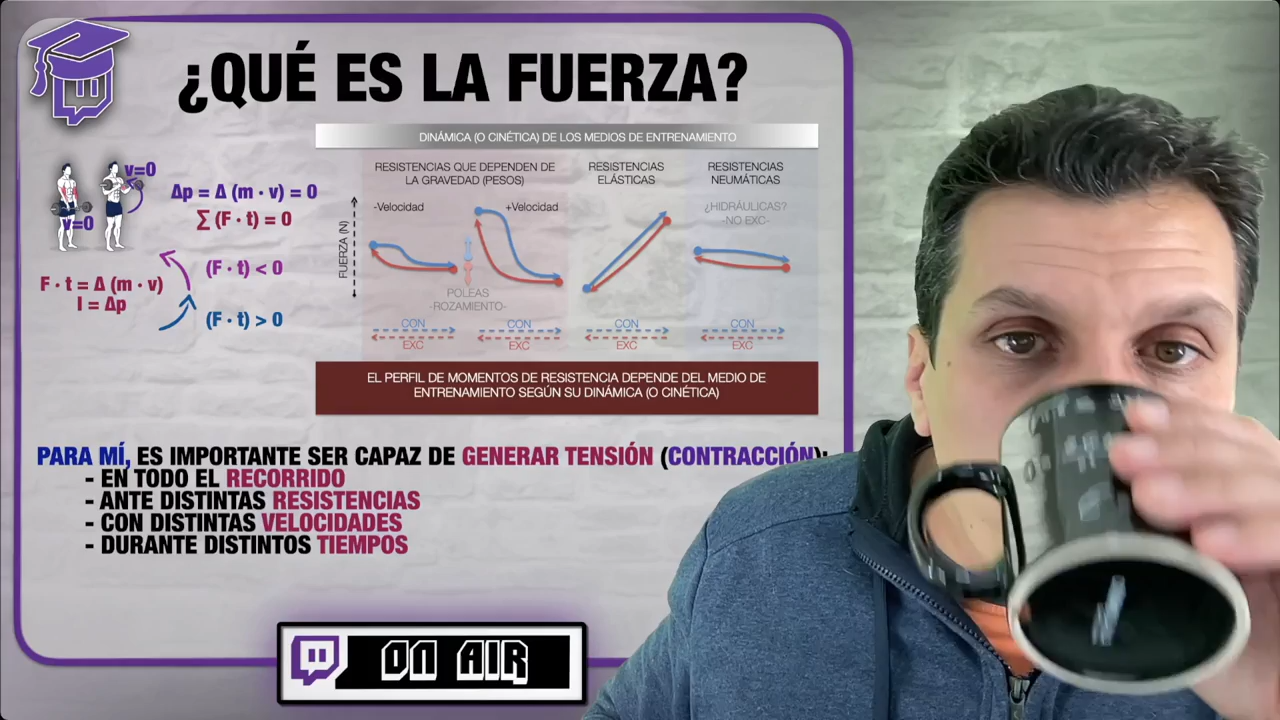 ¿QUÉ ES LA FUERZA?
DINÁMICA (O CINÉTICA) DE LOS MEDIOS DE ENTRENAMIENTO
RESISTENCIAS QUE DEPENDEN DE
LA GRAVEDAD (PESOS)
RESISTENCIAS
ELÁSTICAS
RESISTENCIAS
NEUMÁTICAS
-Velocidad
+Velocidad
¿HIDRÁULICAS?
-NO EXC-
FUERZA (N)
POLEAS
-ROZAMIENTO-
CON
EXC
CON
EXC
CON
EXC
CON
EXC
EL PERFIL DE MOMENTOS DE RESISTENCIA DEPENDE DEL MEDIO DE
ENTRENAMIENTO SEGÚN SU DINÁMICA (O CINÉTICA)
v=0
v=0
Δp = Δ (m · v) = 0
∑ (F · t) = 0
F · t = Δ (m · v)
I = Δp
(F · t) < 0
(F · t) > 0
PARA MÍ, ES IMPORTANTE SER CAPAZ DE GENERAR TENSIÓN (CONTRACCIÓN):
- EN TODO EL RECORRIDO
- ANTE DISTINTAS RESISTENCIAS
- CON DISTINTAS VELOCIDADES
- DURANTE DISTINTOS TIEMPOS
ON AIR